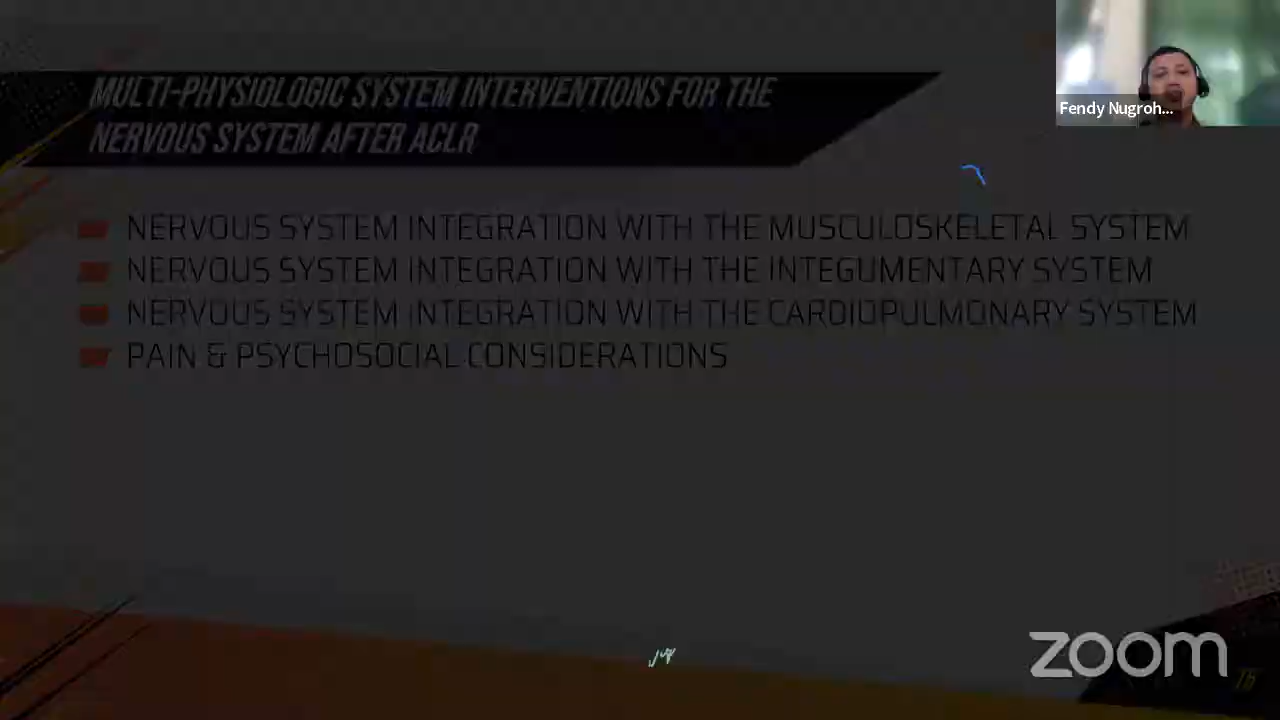 MULTI-PHYSIOLOGIC SYSTEM INTERVENTIONS FOR THE
NERVOUS SYSTEM AFTER ACLR
Fendy Nugroh...
NERVOUS SYSTEM INTEGRATION WITH THE MUSCULOSKELETAL SYSTEM
NERVOUS SYSTEM INTEGRATION WITH THE INTEGUMENTARY SYSTEM
NERVOUS SYSTEM INTEGRATION WITH THE CARDIOPULMONARY SYSTEM
PAIN & PSYCHOSOCIAL CONSIDERATIONS
zoom